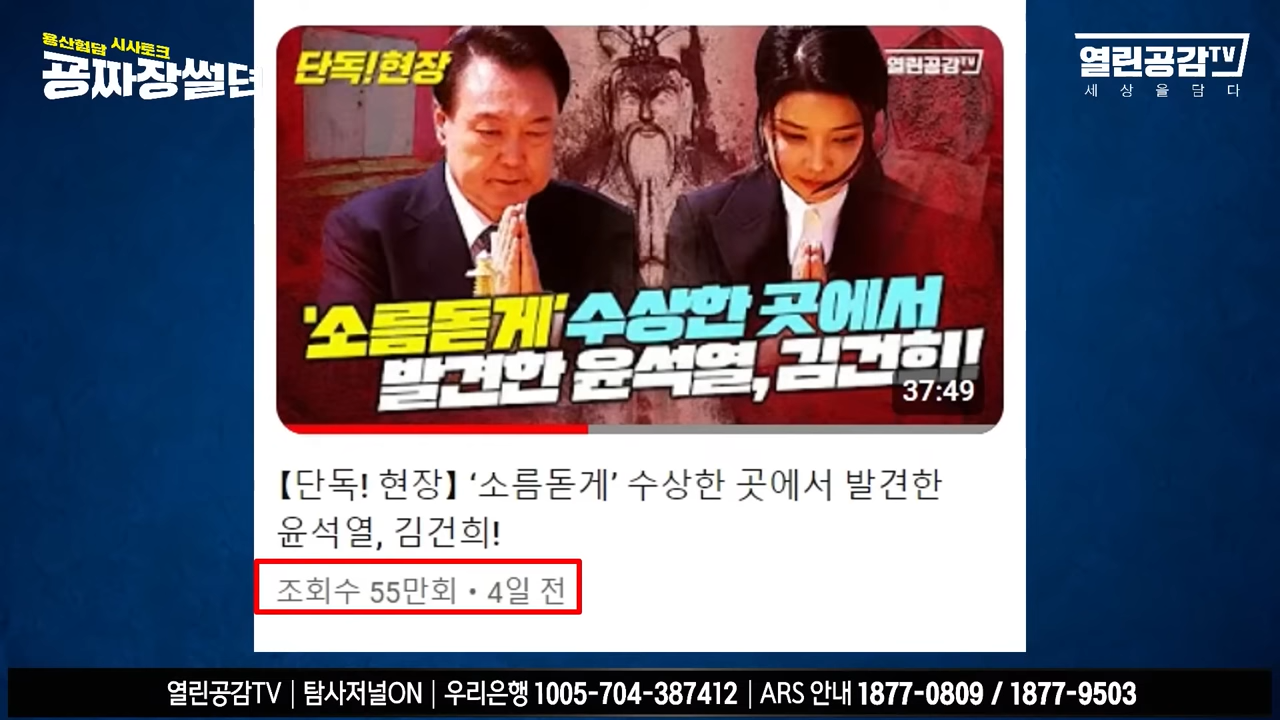 용산험담 시사토크
공짜장썰던
열린공감TV
세상을담다
단독!현장
열린공감TV
'소름돋게' 수상한 곳에서
발견한 윤석열, 김건희!
37:49
【단독! 현장】 ‘소름돋게’ 수상한 곳에서 발견한
윤석열, 김건희!
조회수 55만회 • 4일 전
열린공감TV | 탐사저널ON | 우리은행 1005-704-387412 | ARS 안내 1877-0809 / 1877-9503